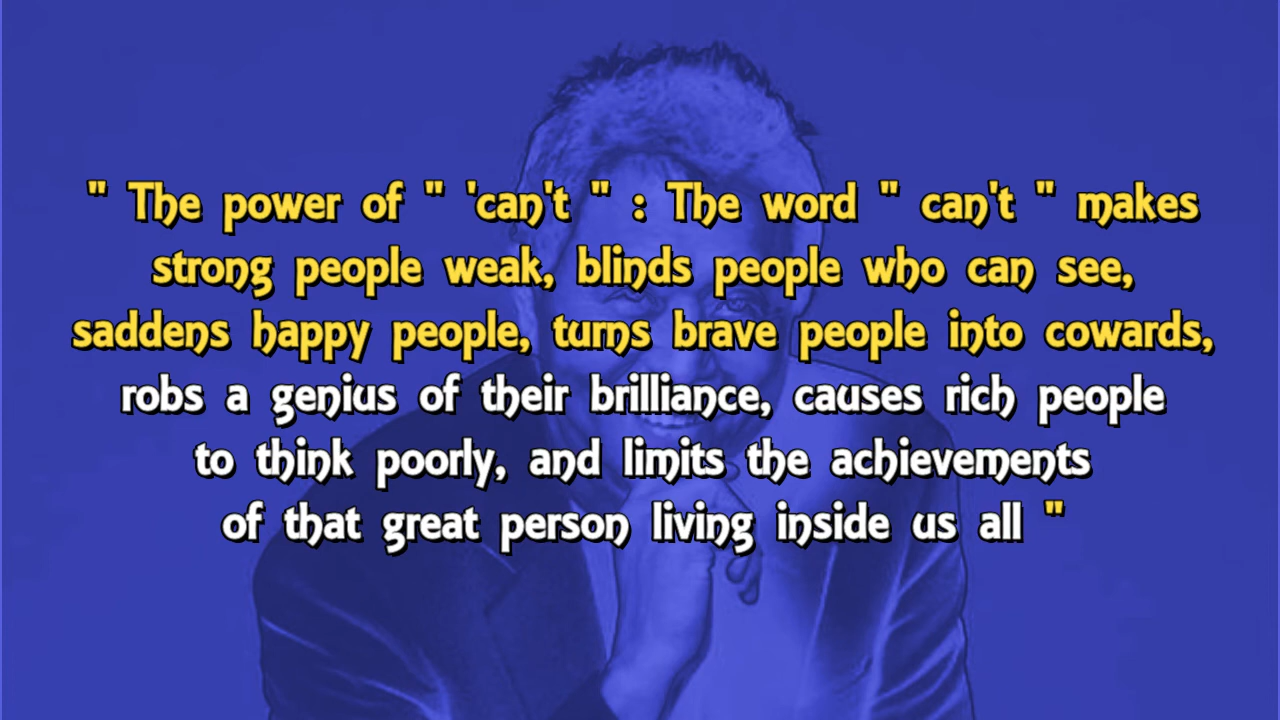 " The power of " 'can't " : The word " can't " makes
strong people weak, blinds people who can see,
saddens happy people, turns brave people into cowards,
robs a genius of their brilliance, causes rich people
to think poorly, and limits the achievements
of that great person living inside us all "